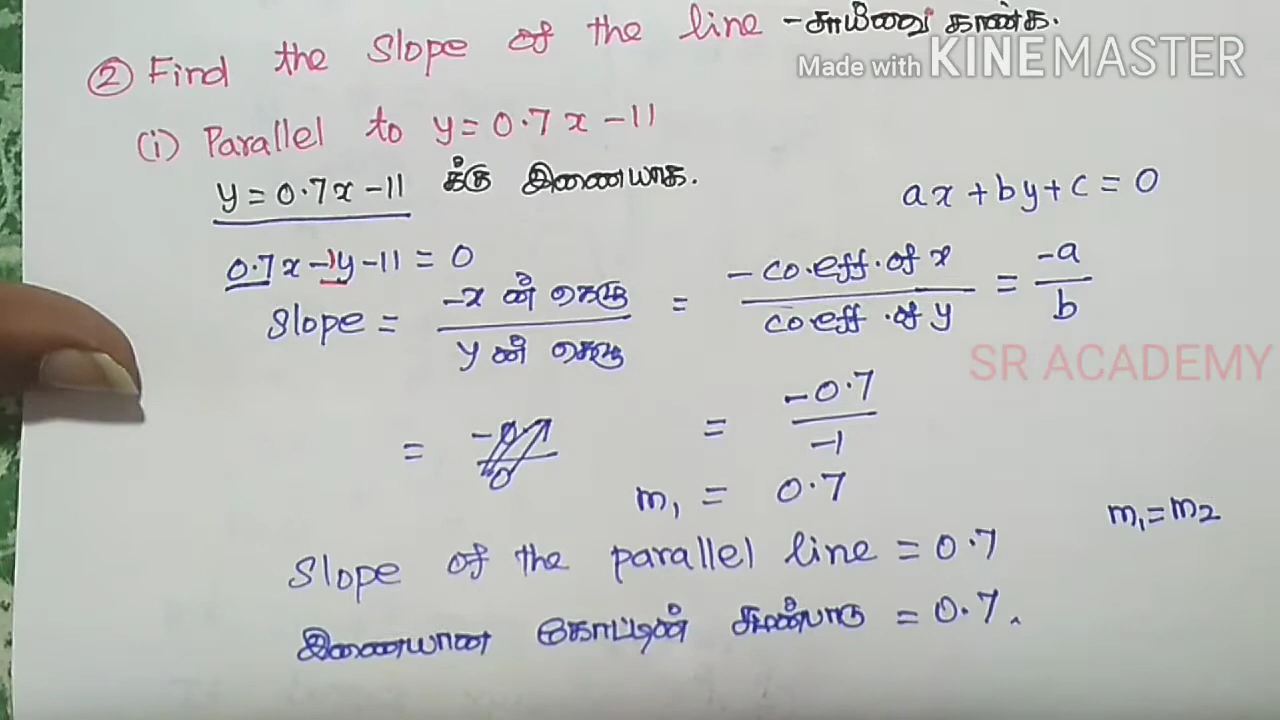 ② Find the Slope of the line - சாய்வு காண்க.
Made with KINEMASTER
(i) Parallel to y = 0.7x - 11
y = 0.7x - 11 க்கு இணையாக.
ax + by + c = 0
0.7x - 1y - 11 = 0
Slope = -x ன் கெழு / y ன் கெழு = - co.eff. of x / coeff. of y = -a / b
SR ACADEMY
= = -0.7 / -1
m₁ = 0.7
m₁ = m₂
Slope of the parallel line = 0.7
இணையான கோட்டின் சமன்பாடு = 0.7.